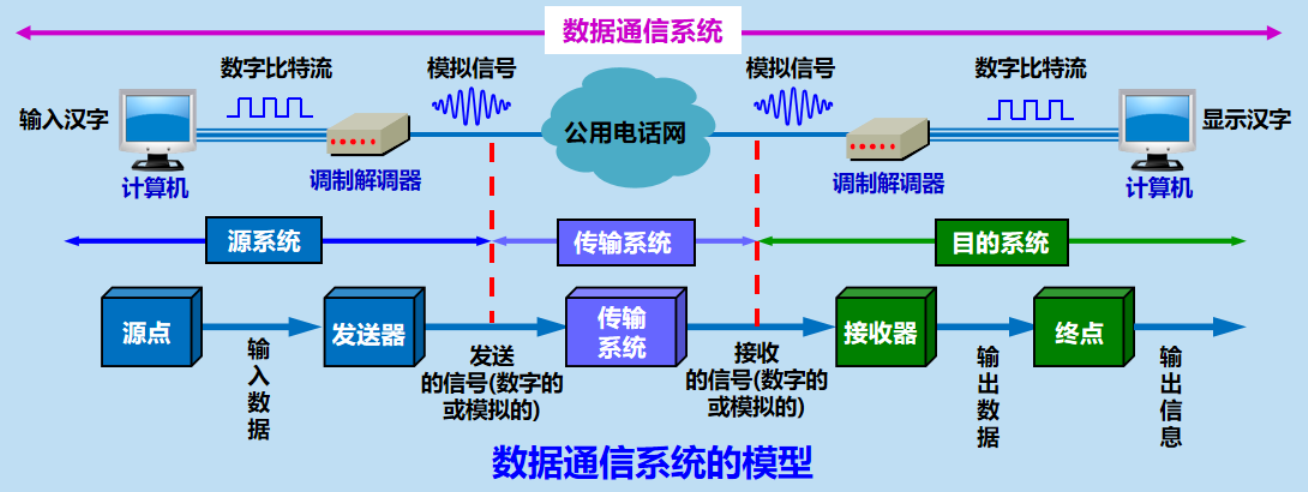 数据通信系统
数字比特流
模拟信号
模拟信号
数字比特流
输入汉字
公用电话网
显示汉字
计算机
调制解调器
调制解调器
计算机
源系统
传输系统
目的系统
源点
发送器
传输
系统
接收器
终点
输入数据
发送
的信号(数字的
或模拟的)
接收
的信号(数字的
或模拟的)
输出数据
输出信息
数据通信系统的模型